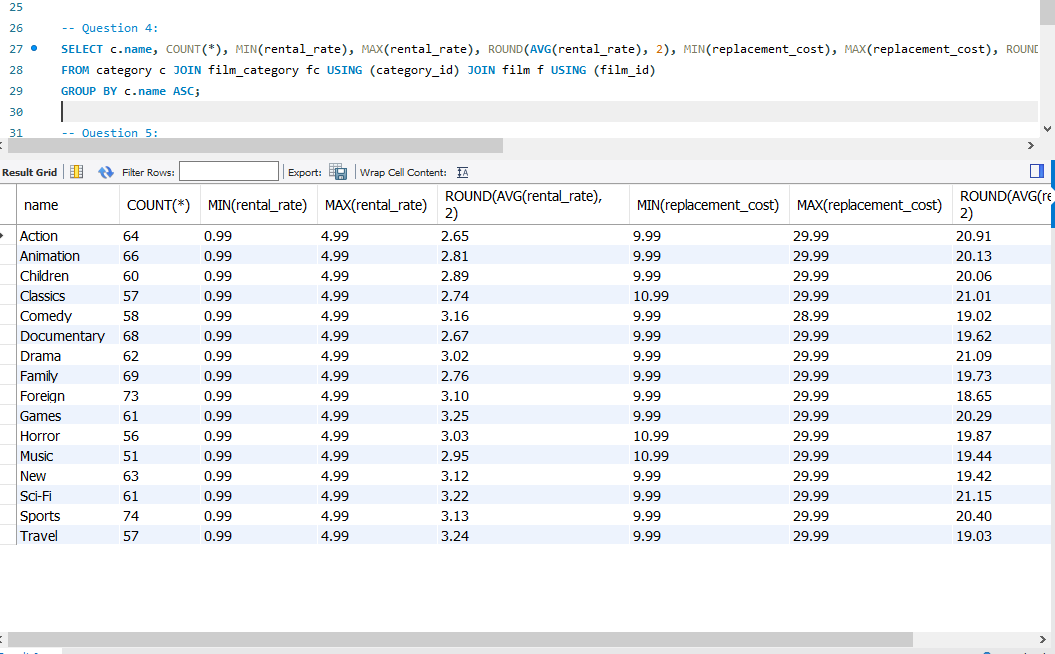 25
26 -- Question 4:
27 SELECT c.name, COUNT(*), MIN(rental_rate), MAX(rental_rate), ROUND(AVG(rental_rate), 2), MIN(replacement_cost), MAX(replacement_cost), ROUND
28 FROM category c JOIN film_category fc USING (category_id) JOIN film f USING (film_id)
29 GROUP BY c.name ASC;
30
31 -- Question 5:
Result Grid Filter Rows: Export: Wrap Cell Content: IA
name COUNT(*) MIN(rental_rate) MAX(rental_rate) ROUND(AVG(rental_rate), 2) MIN(replacement_cost) MAX(replacement_cost) ROUND(AVG(re 2)
Action 64 0.99 4.99 2.65 9.99 29.99 20.91
Animation 66 0.99 4.99 2.81 9.99 29.99 20.13
Children 60 0.99 4.99 2.89 9.99 29.99 20.06
Classics 57 0.99 4.99 2.74 10.99 29.99 21.01
Comedy 58 0.99 4.99 3.16 9.99 28.99 19.02
Documentary 68 0.99 4.99 2.67 9.99 29.99 19.62
Drama 62 0.99 4.99 3.02 9.99 29.99 21.09
Family 69 0.99 4.99 2.76 9.99 29.99 19.73
Foreign 73 0.99 4.99 3.10 9.99 29.99 18.65
Games 61 0.99 4.99 3.25 9.99 29.99 20.29
Horror 56 0.99 4.99 3.03 10.99 29.99 19.87
Music 51 0.99 4.99 2.95 10.99 29.99 19.44
New 63 0.99 4.99 3.12 9.99 29.99 19.42
Sci-Fi 61 0.99 4.99 3.22 9.99 29.99 21.15
Sports 74 0.99 4.99 3.13 9.99 29.99 20.40
Travel 57 0.99 4.99 3.24 9.99 29.99 19.03